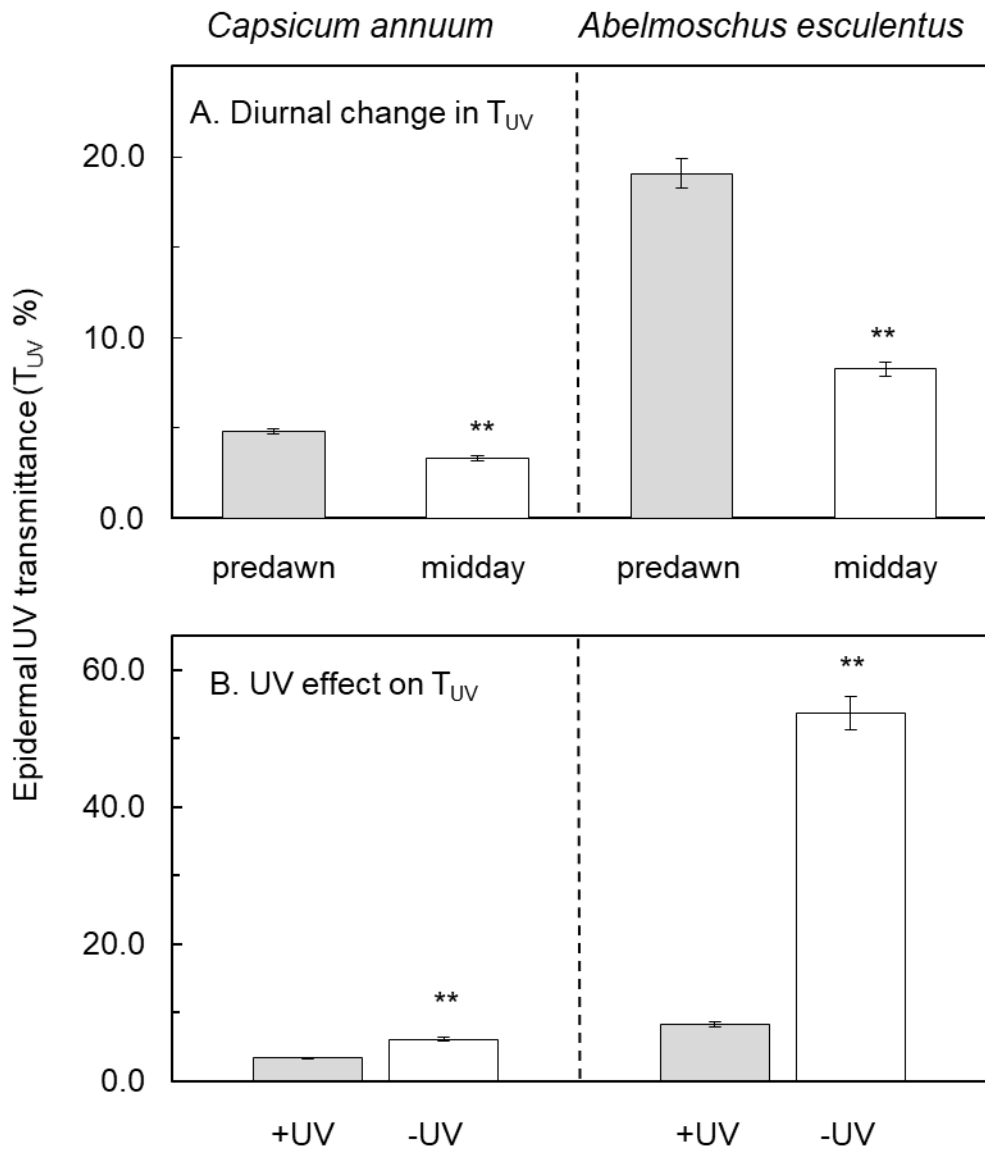 Capsicum annuum Abelmoschus esculentus
Epidermal UV transmittance (TUV %)
A. Diurnal change in TUV
20.0
10.0
0.0
**
**
predawn midday predawn midday
B. UV effect on TUV
60.0
40.0
20.0
0.0
**
**
+UV -UV +UV -UV